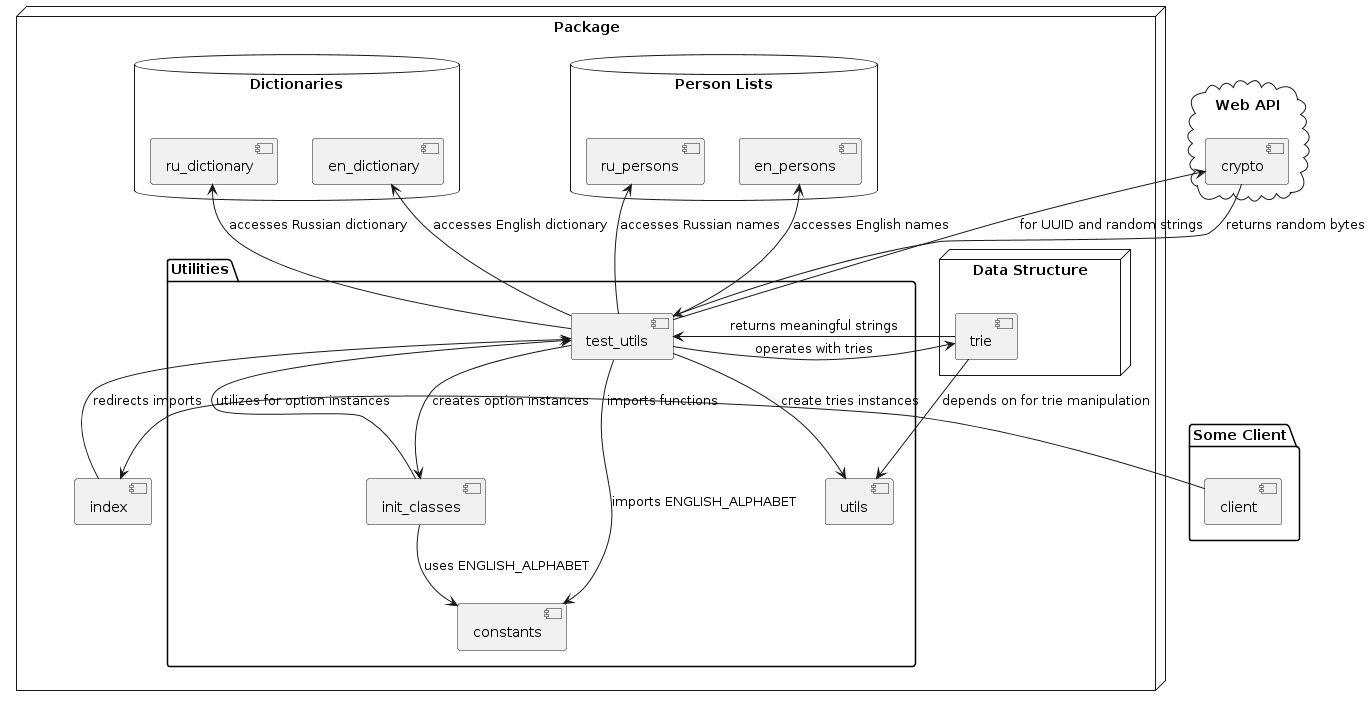 Package
Dictionaries
Person Lists
Web API
ru_dictionary
en_dictionary
ru_persons
en_persons
crypto
accesses Russian dictionary
accesses English dictionary
accesses Russian names
accesses English names
for UUID and random strings
returns random bytes
Utilities
Data Structure
test_utils
returns meaningful strings
operates with tries
trie
redirects imports
utilizes for option instances
creates option instances
imports functions
create tries instances
depends on for trie manipulation
Some Client
index
init_classes
imports ENGLISH_ALPHABET
utils
client
uses ENGLISH_ALPHABET
constants